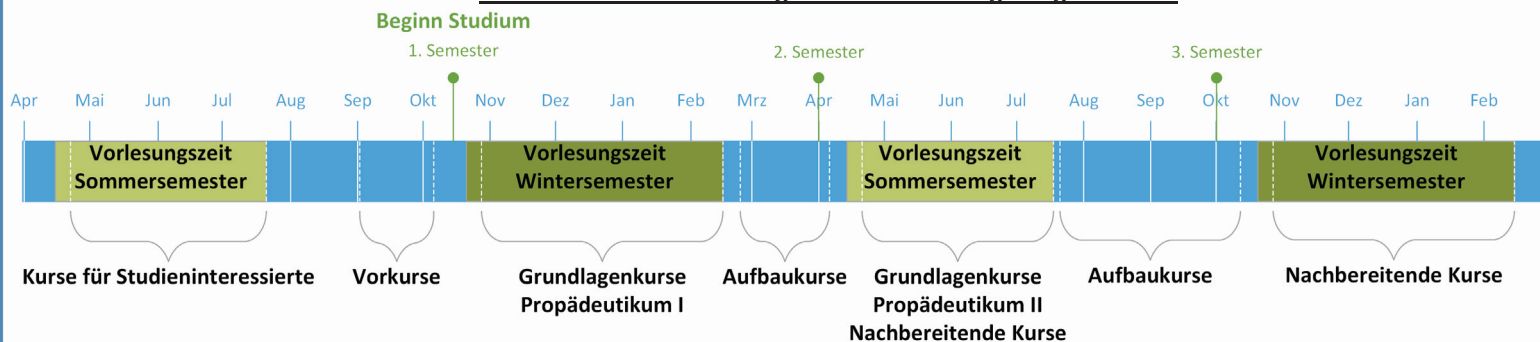 Beginn Studium
1. Semester
2. Semester
3. Semester
Apr Mai Jun Jul Aug Sep Okt Nov Dez Jan Feb Mrz Apr Mai Jun Jul Aug Sep Okt Nov Dez Jan Feb
Vorlesungszeit
Sommersemester
Vorlesungszeit
Wintersemester
Vorlesungszeit
Sommersemester
Vorlesungszeit
Wintersemester
Kurse für Studieninteressierte
Vorkurse
Grundlagenkurse
Propädeutikum I
Aufbaukurse
Grundlagenkurse
Propädeutikum II
Nachbereitende Kurse
Aufbaukurse
Nachbereitende Kurse